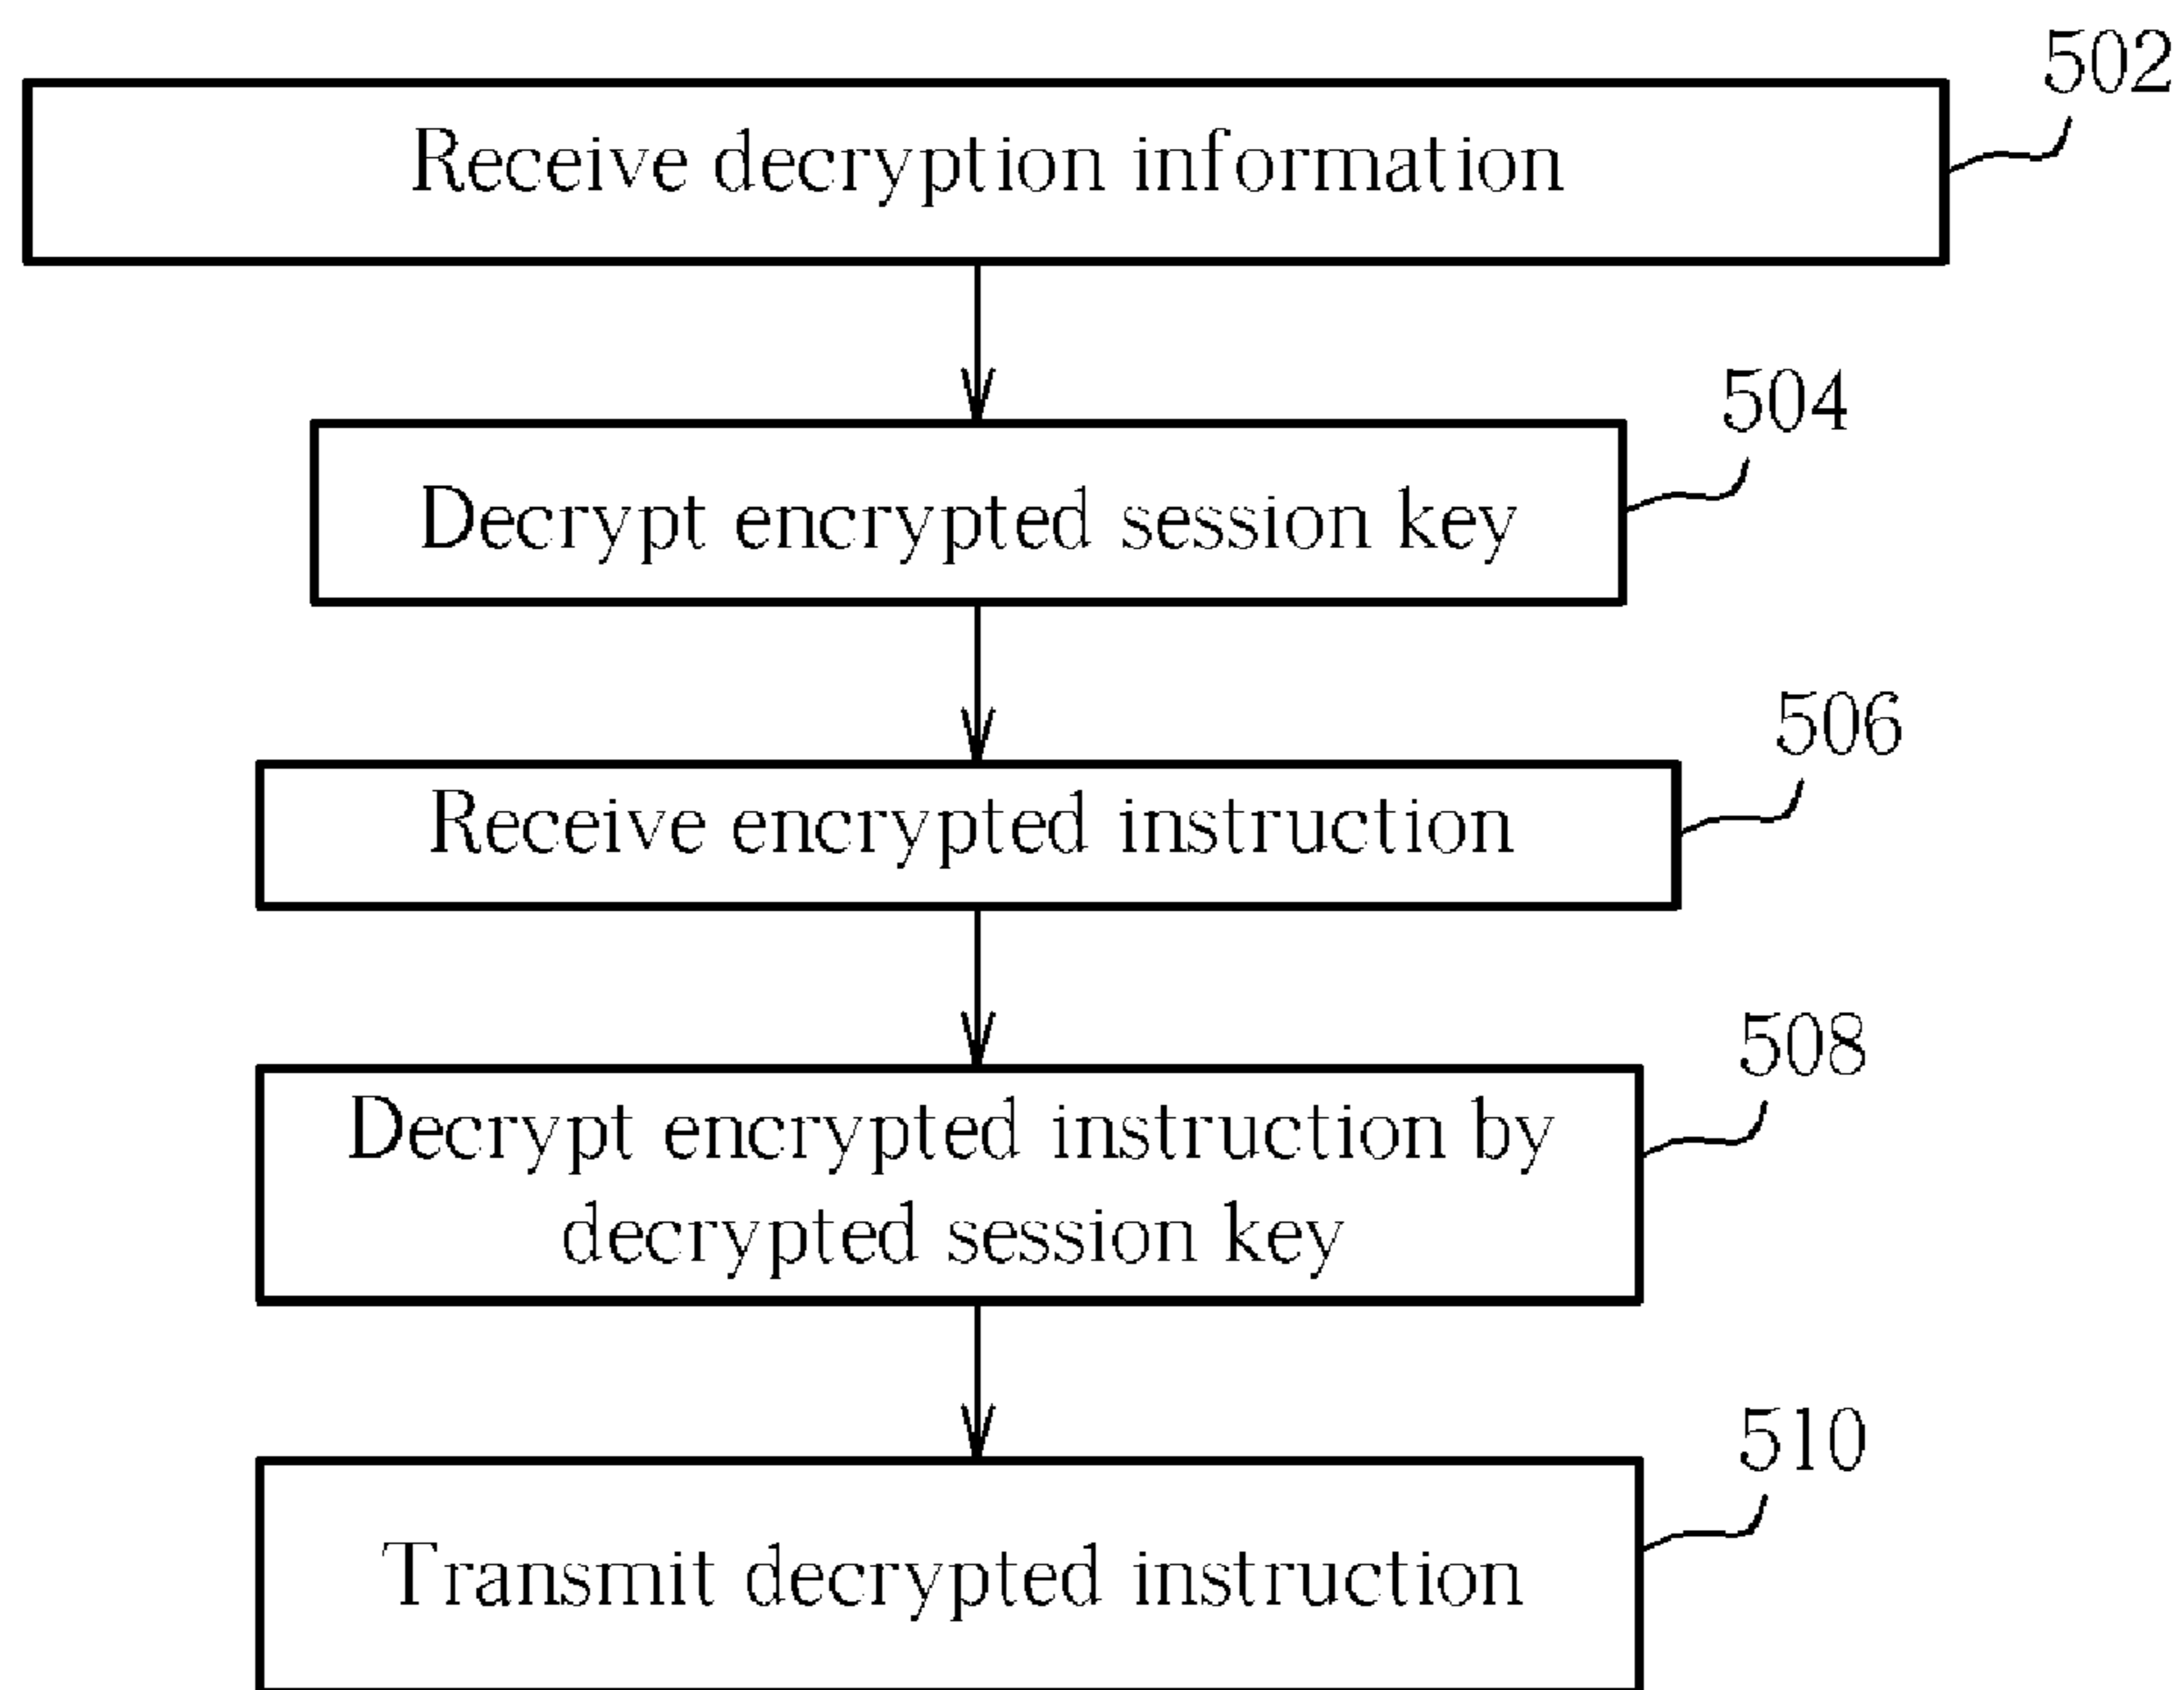 502
Receive decryption information
504
Decrypt encrypted session key
506
Receive encrypted instruction
508
Decrypt encrypted instruction by
decrypted session key
510
Transmit decrypted instruction